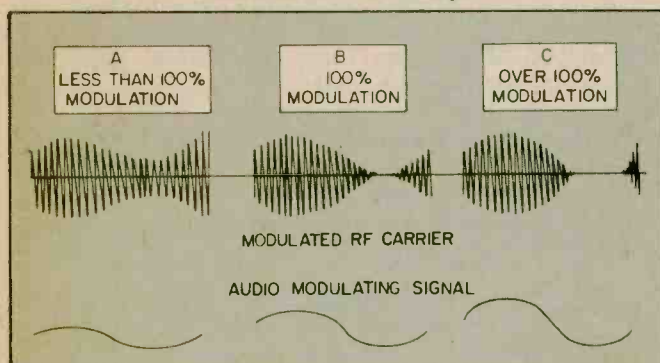 A
LESS THAN 100%
MODULATION
B
100%
MODULATION
C
OVER 100%
MODULATION
MODULATED RF CARRIER
AUDIO MODULATING SIGNAL